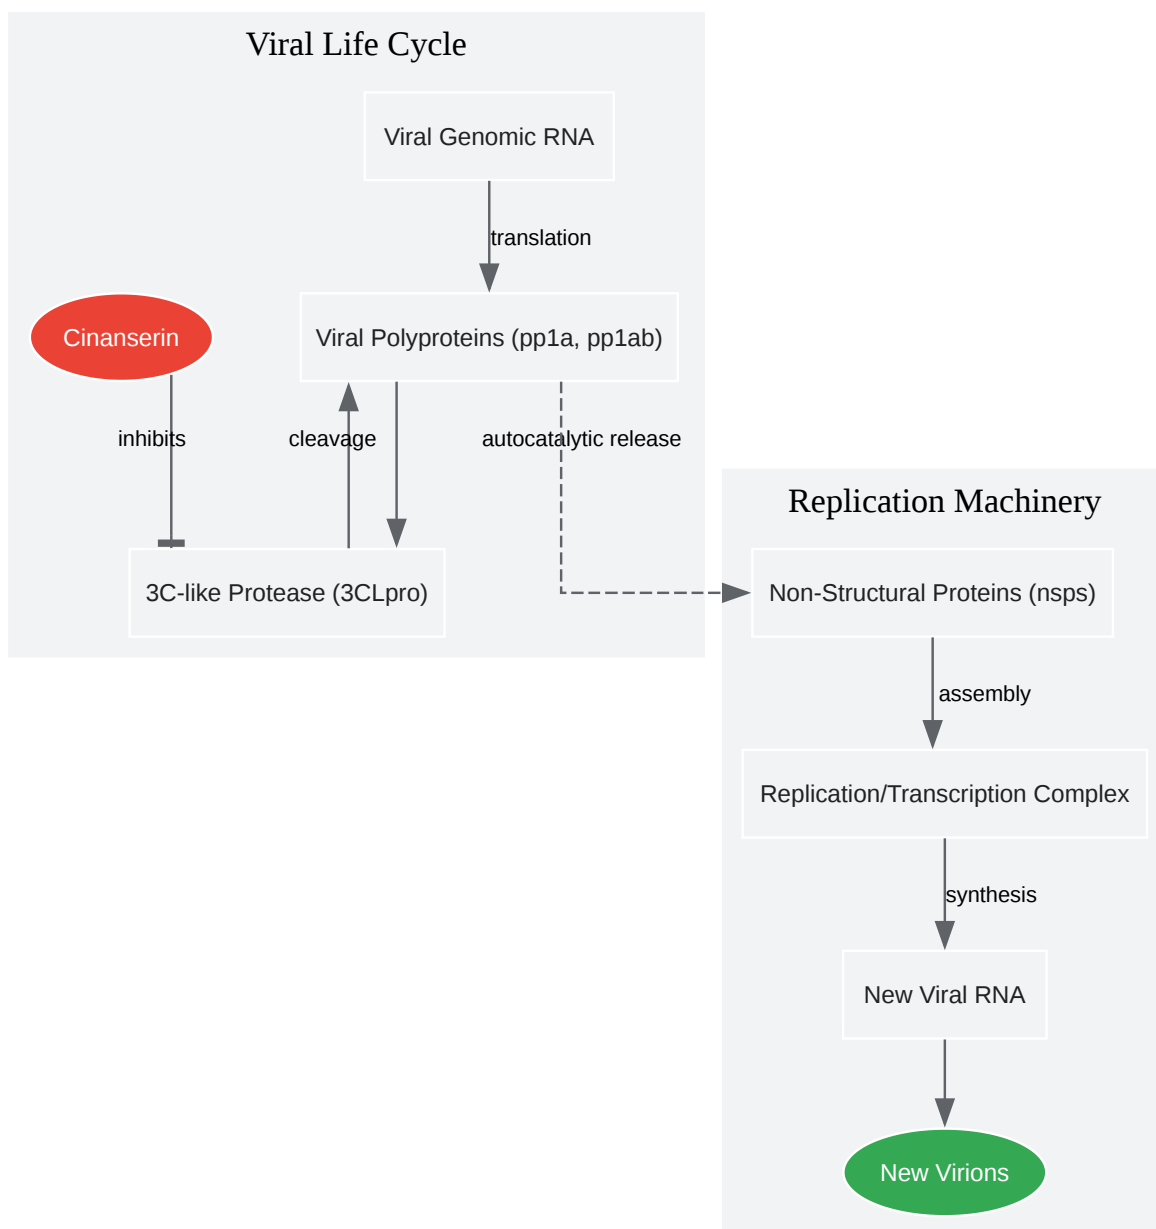 Viral Life Cycle
Viral Genomic RNA
translation
Cinanserin
Viral Polyproteins (pp1a, pp1ab)
inhibits
cleavage
autocatalytic release
3C-like Protease (3CLpro)
Replication Machinery
Non-Structural Proteins (nsps)
assembly
Replication/Transcription Complex
synthesis
New Viral RNA
New Virions